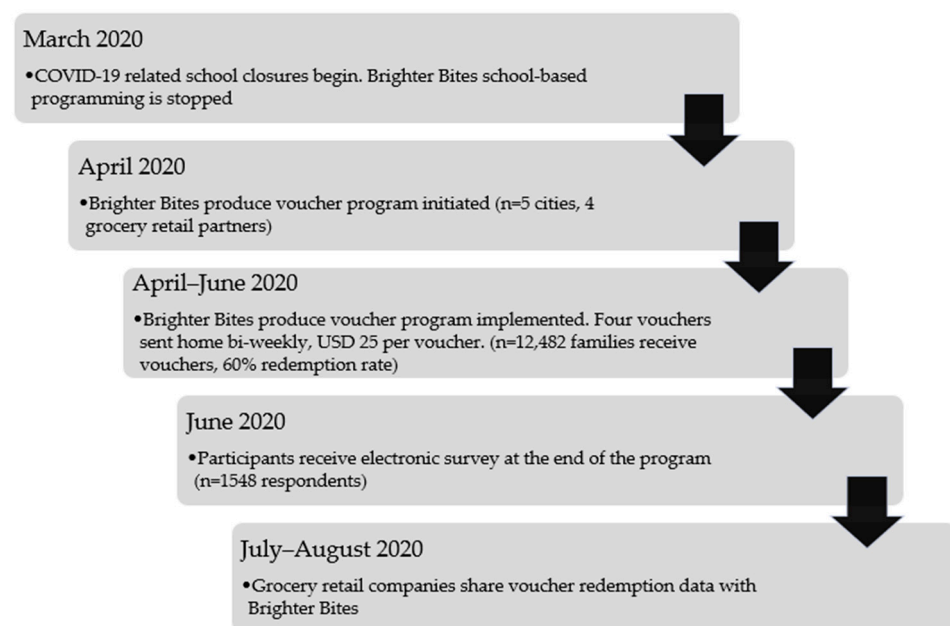 March 2020
•COVID-19 related school closures begin. Brighter Bites school-based
programming is stopped
April 2020
•Brighter Bites produce voucher program initiated (n=5 cities, 4
grocery retail partners)
April–June 2020
•Brighter Bites produce voucher program implemented. Four vouchers
sent home bi-weekly, USD 25 per voucher. (n=12,482 families receive
vouchers, 60% redemption rate)
June 2020
•Participants receive electronic survey at the end of the program
(n=1548 respondents)
July–August 2020
•Grocery retail companies share voucher redemption data with
Brighter Bites